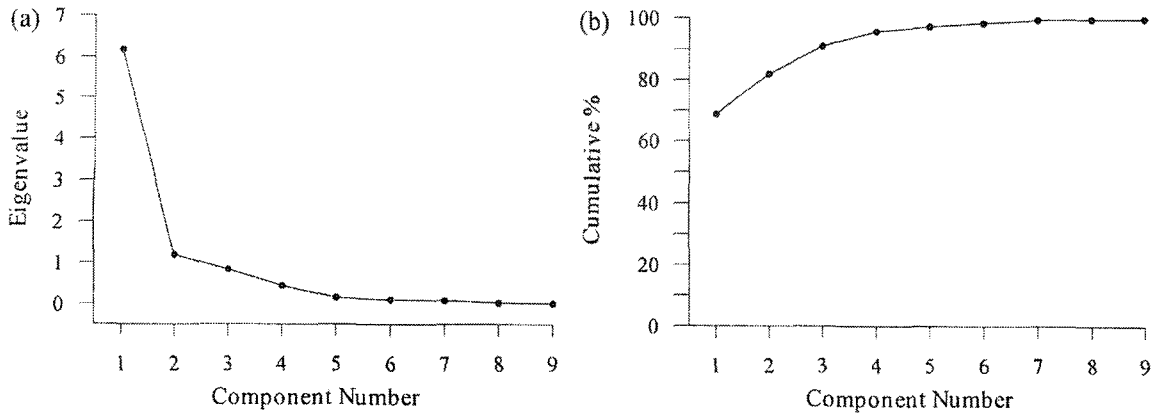 (a)
7
6
5
4
3
2
1
0
Eigenvalue
1 2 3 4 5 6 7 8 9
Component Number
(b)
100
80
60
40
20
0
Cumulative %
1 2 3 4 5 6 7 8 9
Component Number